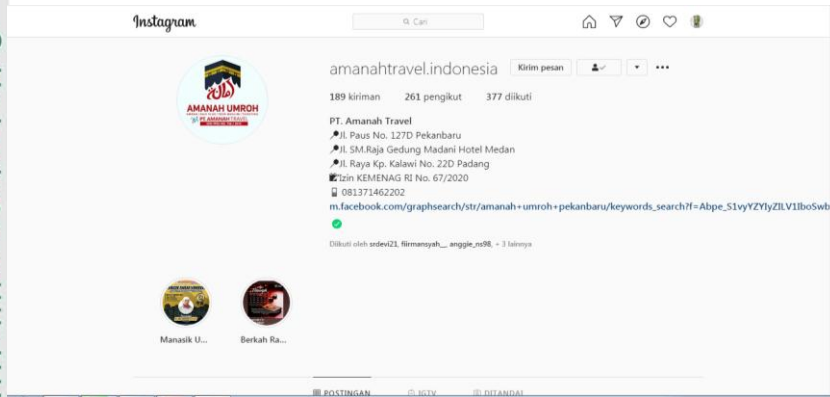 Instagram
Cari
amanahtravel.indonesia Kirim pesan
189 kiriman 261 pengikut 377 diikuti
PT. Amanah Travel
Jl. Paus No. 127D Pekanbaru
Jl. SM.Raja Gedung Madani Hotel Medan
Jl. Raya Kp. Kalawi No. 22D Padang
Izin KEMENAG RI No. 67/2020
081371462202
m.facebook.com/graphsearch/str/amanah+umroh+pekanbaru/keywords_search?f=Abpe_S1vyYZYIyZILV1IboSwb
Diikuti oleh srdevi21, fiirmansyah__, anggie_ns98, + 3 lainnya
AMANAH UMROH
PT. AMANAH TRAVEL
Manasik U... Berkah Ra...
POSTINGAN IGTV DITANDAI